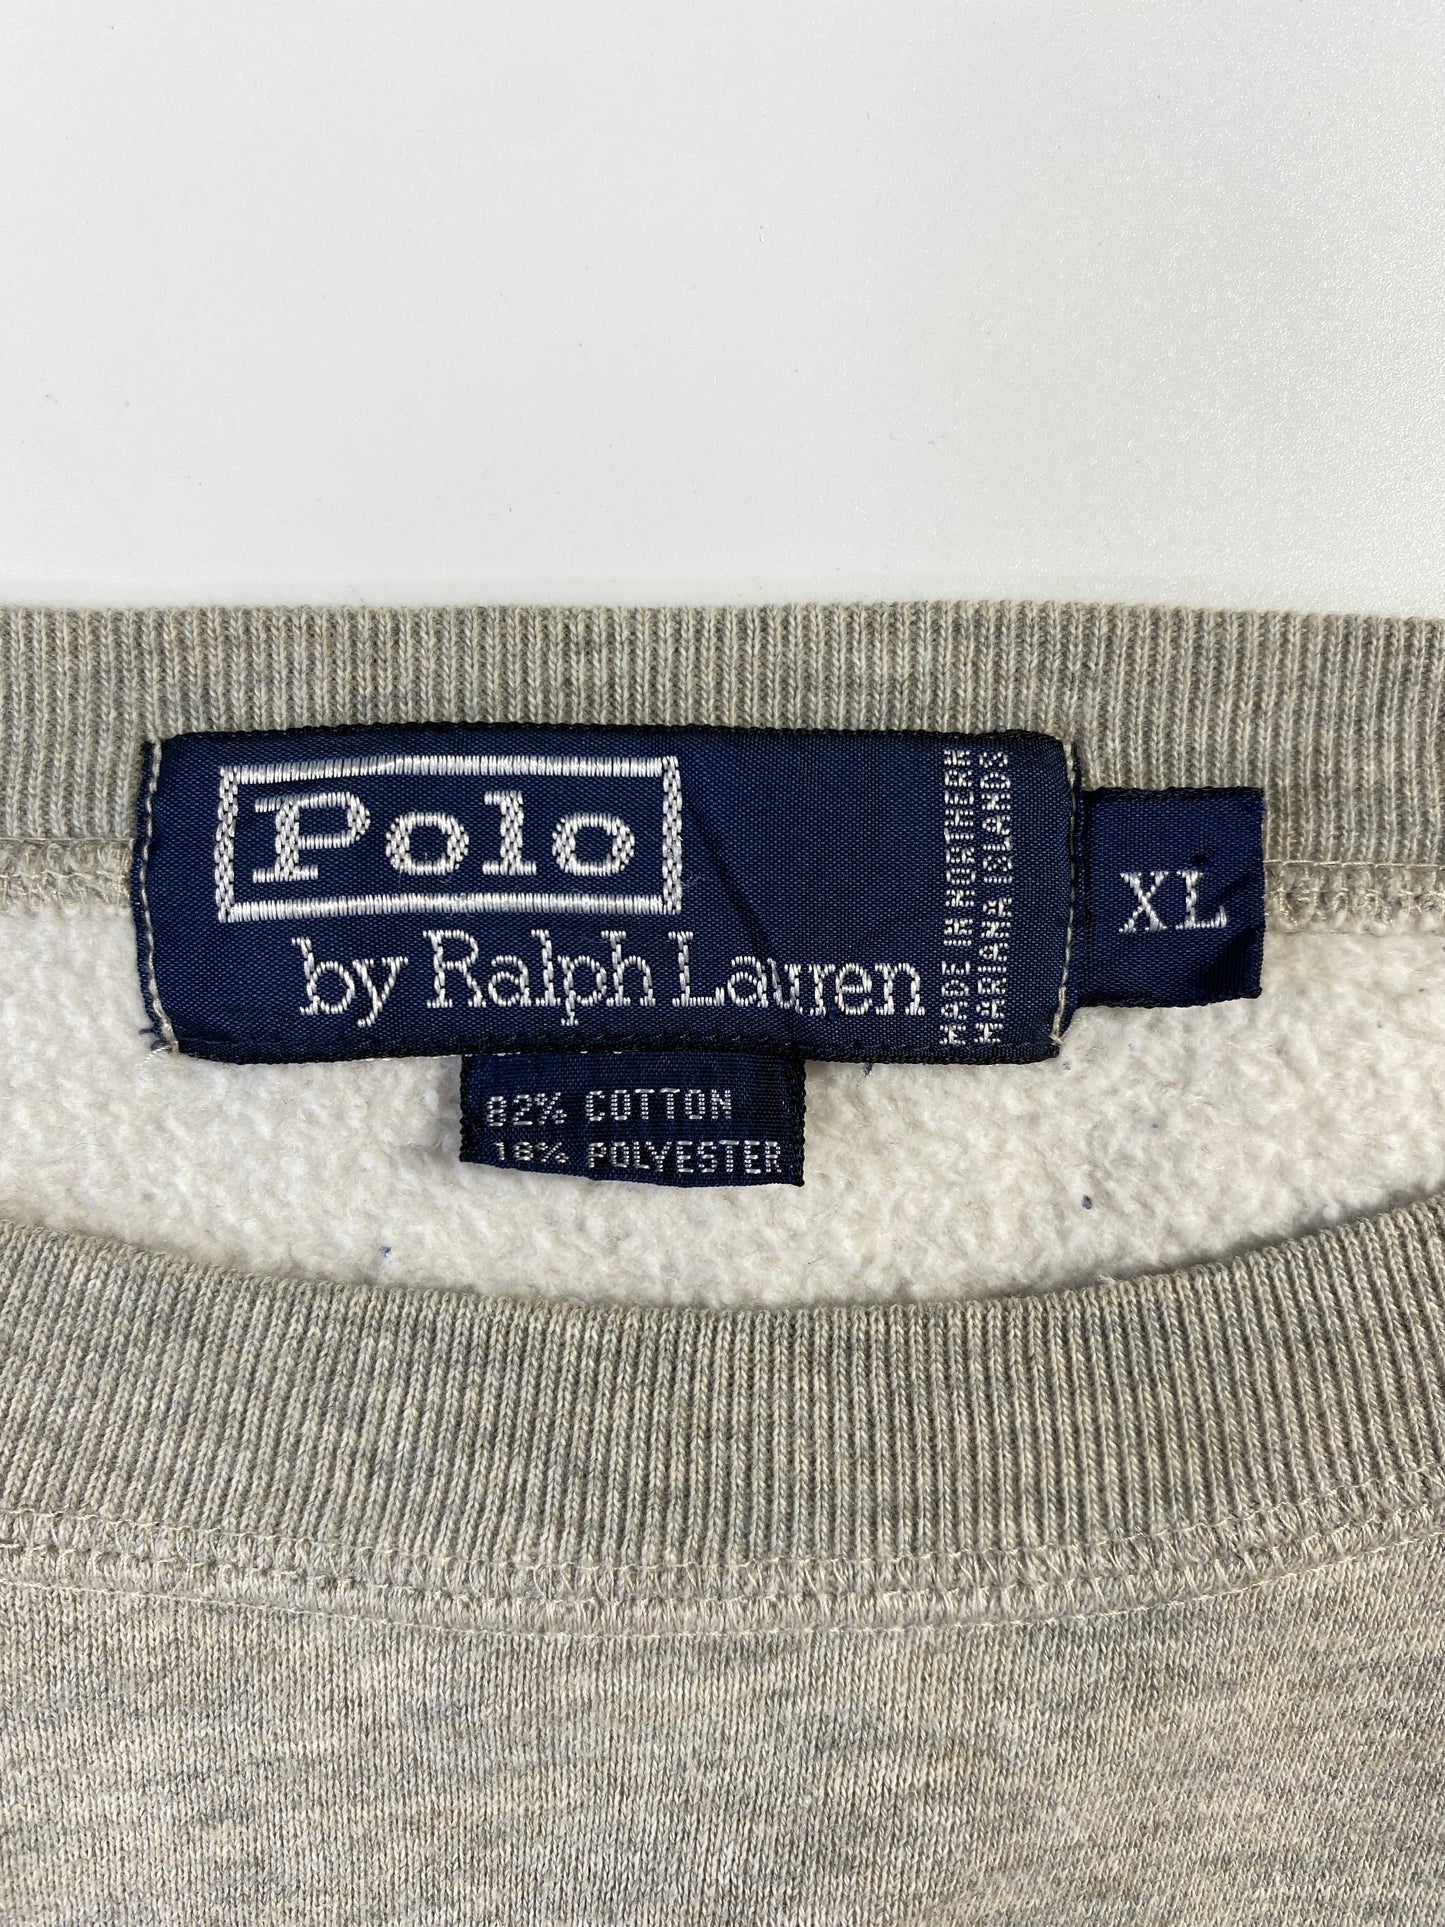 Polo
by Ralph Lauren
MADE IN NORTHERN
MARIANA ISLANDS
XL
82% COTTON
18% POLYESTER